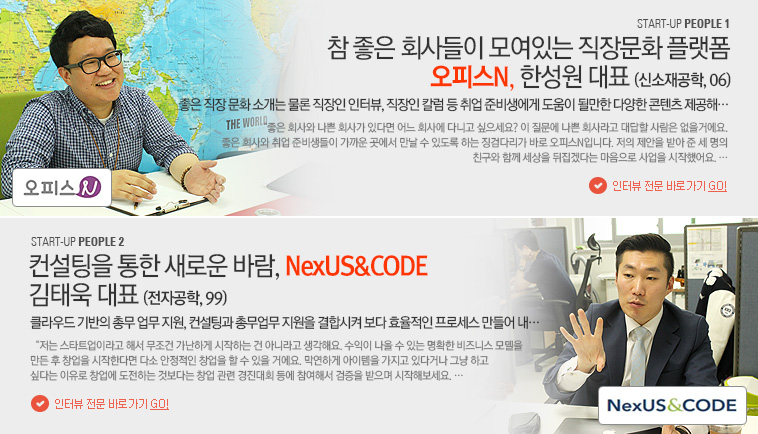 START-UP PEOPLE 1
참 좋은 회사들이 모여있는 직장문화 플랫폼
오피스N, 한성원 대표 (신소재공학, 06)
좋은 직장 문화 소개는 물론 직장인 인터뷰, 직장인 칼럼 등 취업 준비생에게 도움이 될만한 다양한 콘텐츠 제공해…
THE WORLD
좋은 회사와 나쁜 회사가 있다면 어느 회사에 다니고 싶으세요? 이 질문에 나쁜 회사라고 대답할 사람은 없을거에요.
좋은 회사와 취업 준비생들이 가까운 곳에서 만날 수 있도록 하는 징검다리가 바로 오피스N입니다. 저의 제안을 받아 준 세 명의
친구와 함께 세상을 뒤집겠다는 마음으로 사업을 시작했어요. …
오피스N
인터뷰 전문 바로가기 GO!
START-UP PEOPLE 2
컨설팅을 통한 새로운 바람, NexUS&CODE
김태욱 대표 (전자공학, 99)
클라우드 기반의 총무 업무 지원, 컨설팅과 총무업무 지원을 결합시켜 보다 효율적인 프로세스 만들어 내…
"저는 스타트업이라고 해서 무조건 가난하게 시작하는 건 아니라고 생각해요. 수익이 나올 수 있는 명확한 비즈니스 모델을
만든 후 창업을 시작한다면 다소 안정적인 창업을 할 수 있을 거에요. 막연하게 아이템을 가지고 있다거나 그냥 하고
싶다는 이유로 창업에 도전하는 것보다는 창업 관련 경진대회 등에 참여해서 검증을 받으며 시작해보세요. …
인터뷰 전문 바로가기 GO!
NexUS&CODE